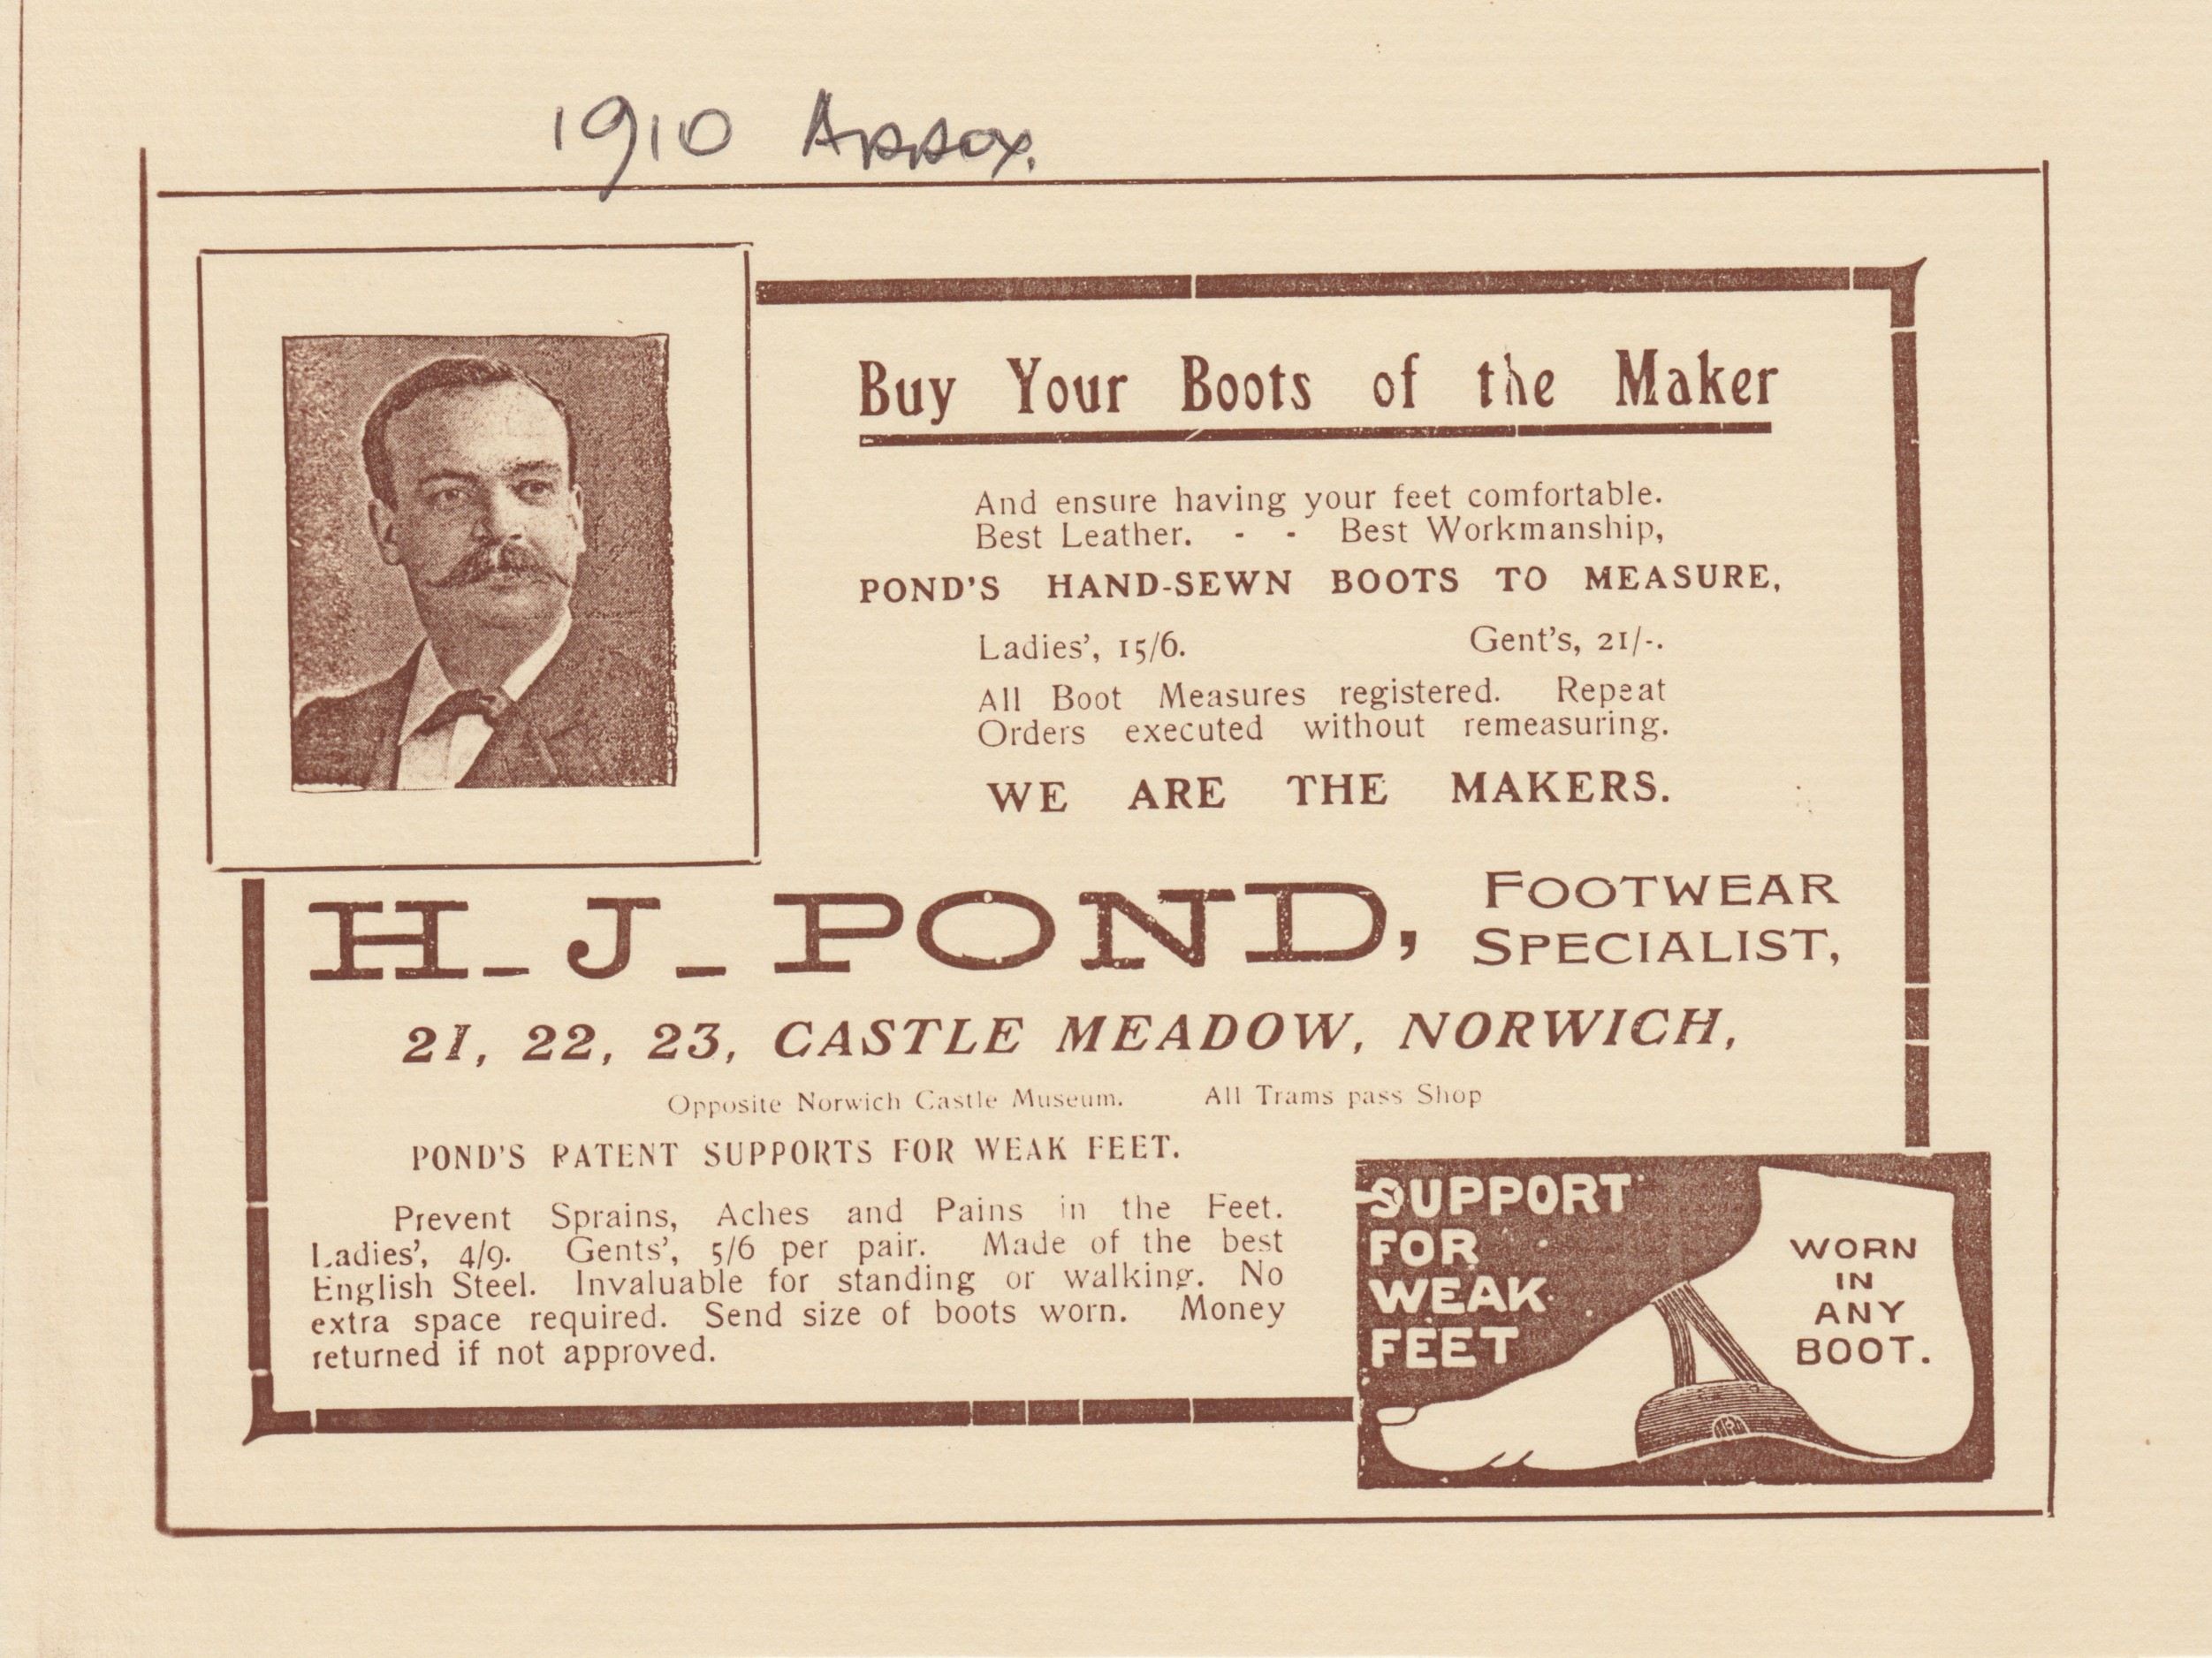 1910 Approx.
Buy Your Boots of the Maker
And ensure having your feet comfortable.
Best Leather. - - Best Workmanship,
POND'S HAND-SEWN BOOTS TO MEASURE,
Ladies', 15/6. Gent's, 21/-.
All Boot Measures registered. Repeat
Orders executed without remeasuring.
WE ARE THE MAKERS.
H. J. POND, FOOTWEAR
SPECIALIST,
21, 22, 23, CASTLE MEADOW, NORWICH,
Opposite Norwich Castle Museum. All Trams pass Shop
POND'S PATENT SUPPORTS FOR WEAK FEET.
Prevent Sprains, Aches and Pains in the Feet.
Ladies', 4/9. Gents', 5/6 per pair. Made of the best
English Steel. Invaluable for standing or walking. No
extra space required. Send size of boots worn. Money
returned if not approved.
SUPPORT
FOR
WEAK
FEET
WORN
IN
ANY
BOOT.